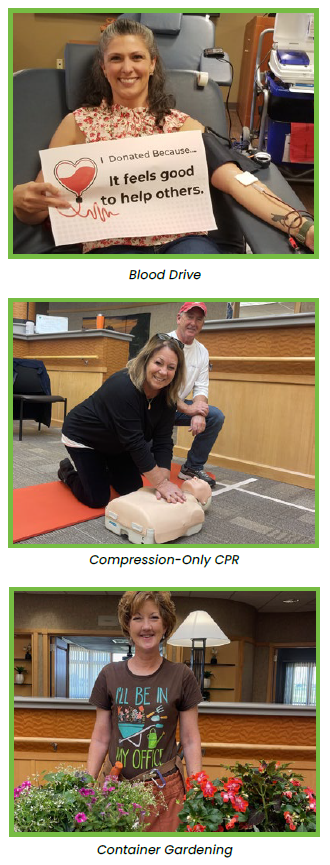 I Donated Because...
It feels good
to help others.
Blood Drive
Compression-Only CPR
I'LL BE IN
MY OFFICE
Container Gardening